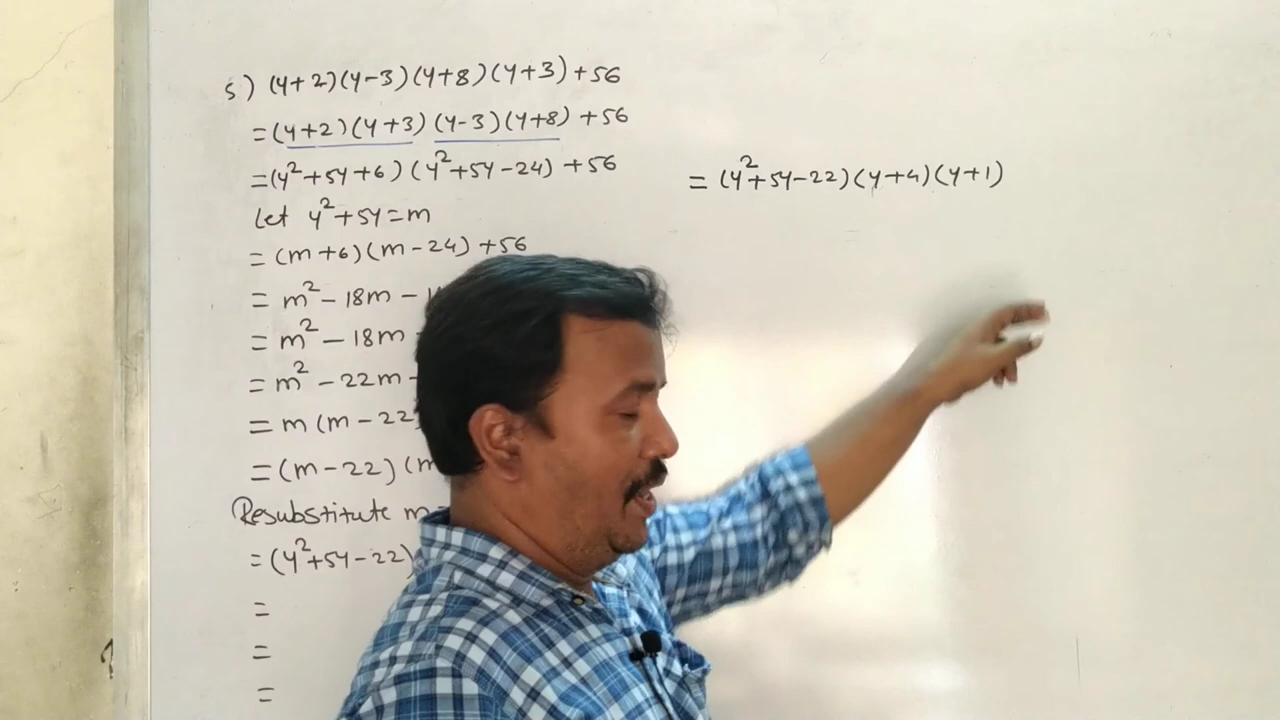 5) (y+2)(y-3)(y+8)(y+3)+56
=(y+2)(y+3)(y-3)(y+8)+56
=(y²+5y+6)(y²+5y-24)+56
Let y²+5y=m
=(m+6)(m-24)+56
= m²-18m-1
= m²-18m
= m²-22m-
= m(m-22
=(m-22)(m
Resubstitute m
=(y²+5y-22)
=
=
=
= (y²+5y-22)(y+4)(y+1)